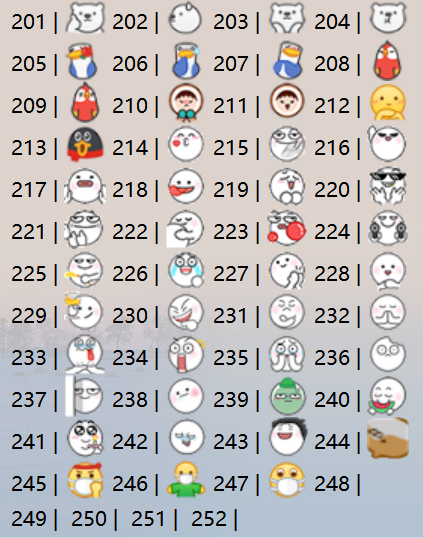 201 | 202 | 203 | 204 |
205 | 206 | 207 | 208 |
209 | 210 | 211 | 212 |
213 | 214 | 215 | 216 |
217 | 218 | 219 | 220 |
221 | 222 | 223 | 224 |
225 | 226 | 227 | 228 |
229 | 230 | 231 | 232 |
233 | 234 | 235 | 236 |
237 | 238 | 239 | 240 |
241 | 242 | 243 | 244 |
245 | 246 | 247 | 248 |
249 | 250 | 251 | 252 |